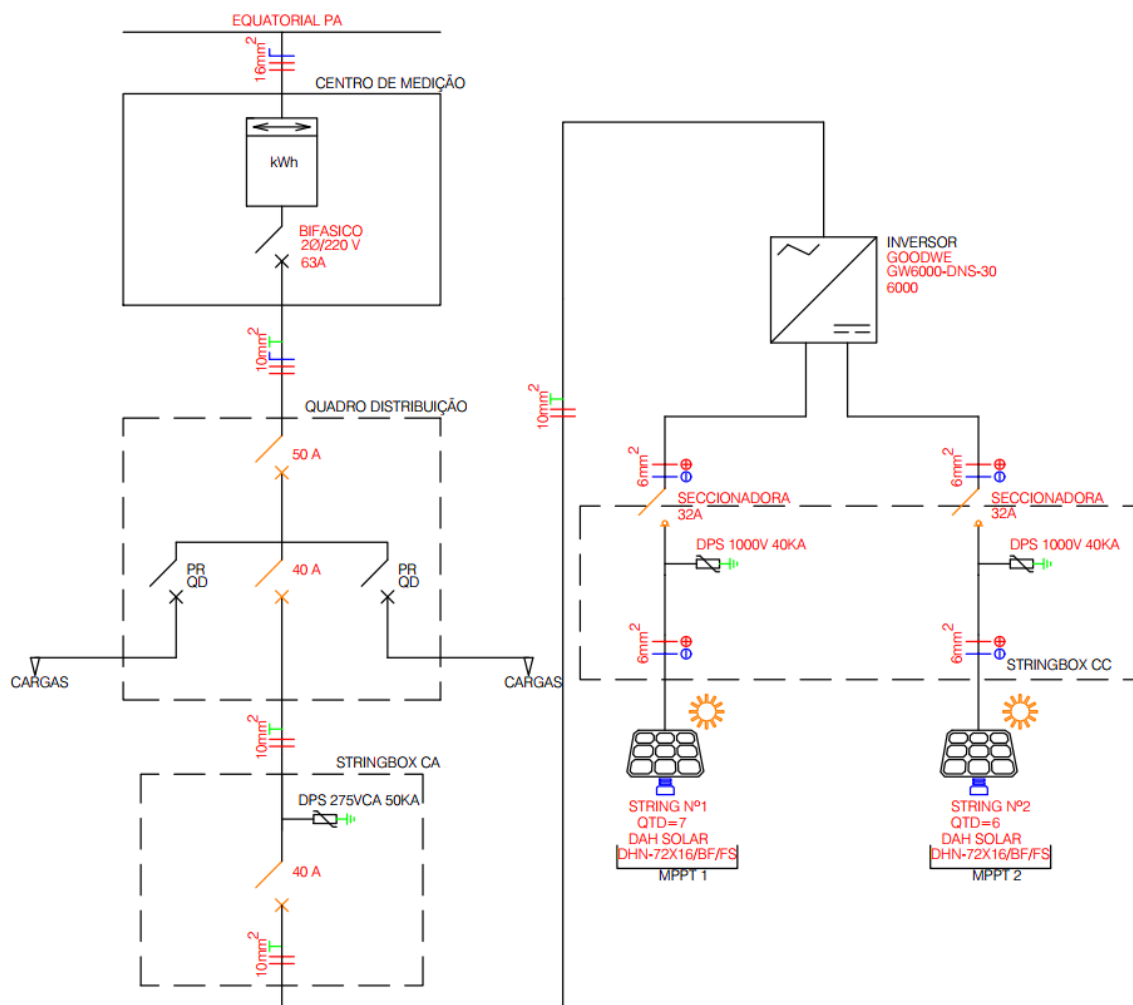 EQUATORIAL PA
16mm²
CENTRO DE MEDIÇÃO
kWh
BIFASICO
2Ø/220 V
63A
10mm²
QUADRO DISTRIBUIÇÃO
50 A
PR
QD
40 A
PR
QD
CARGAS
CARGAS
10mm²
STRINGBOX CA
DPS 275VCA 50KA
40 A
10mm²
10mm²
INVERSOR
GOODWE
GW6000-DNS-30
6000
6mm²
6mm²
SECCIONADORA
32A
SECCIONADORA
32A
DPS 1000V 40KA
DPS 1000V 40KA
6mm²
6mm²
STRINGBOX CC
STRING Nº1
QTD=7
DAH SOLAR
DHN-72X16/BF/FS
MPPT 1
STRING Nº2
QTD=6
DAH SOLAR
DHN-72X16/BF/FS
MPPT 2